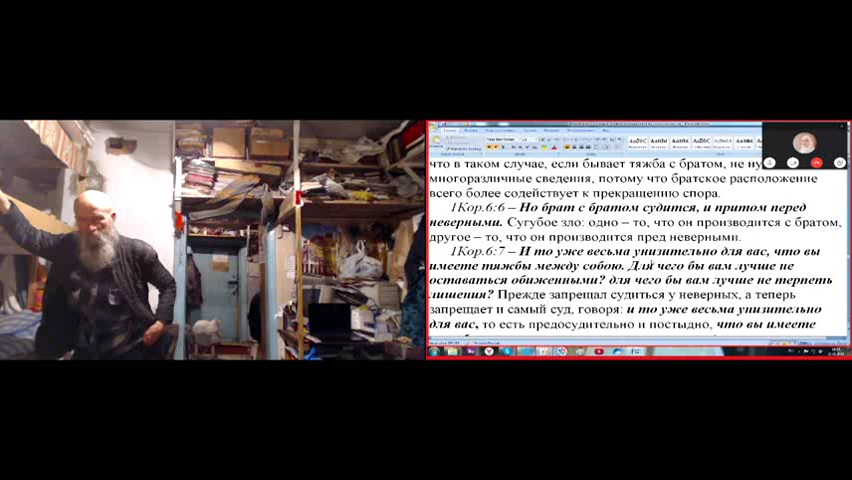 что в таком случае, если бывает тяжба с братом, не ну
многоразличные сведения, потому что братское расположение
всего более содействует к прекращению спора.
1Кор.6:6 – Но брат с братом судится, и притом перед
неверными. Сугубое зло: одно – то, что он производится с братом,
другое – то, что он производится пред неверными.
1Кор.6:7 – И то уже весьма унизительно для вас, что вы
имеете тяжбы между собою. Для чего бы вам лучше не
оставаться обиженными? для чего бы вам лучше не терпеть
лишения? Прежде запрещал судиться у неверных, а теперь
запрещает и самый суд, говоря: и то уже весьма унизительно
для вас, то есть предосудительно и постыдно, что вы имеете